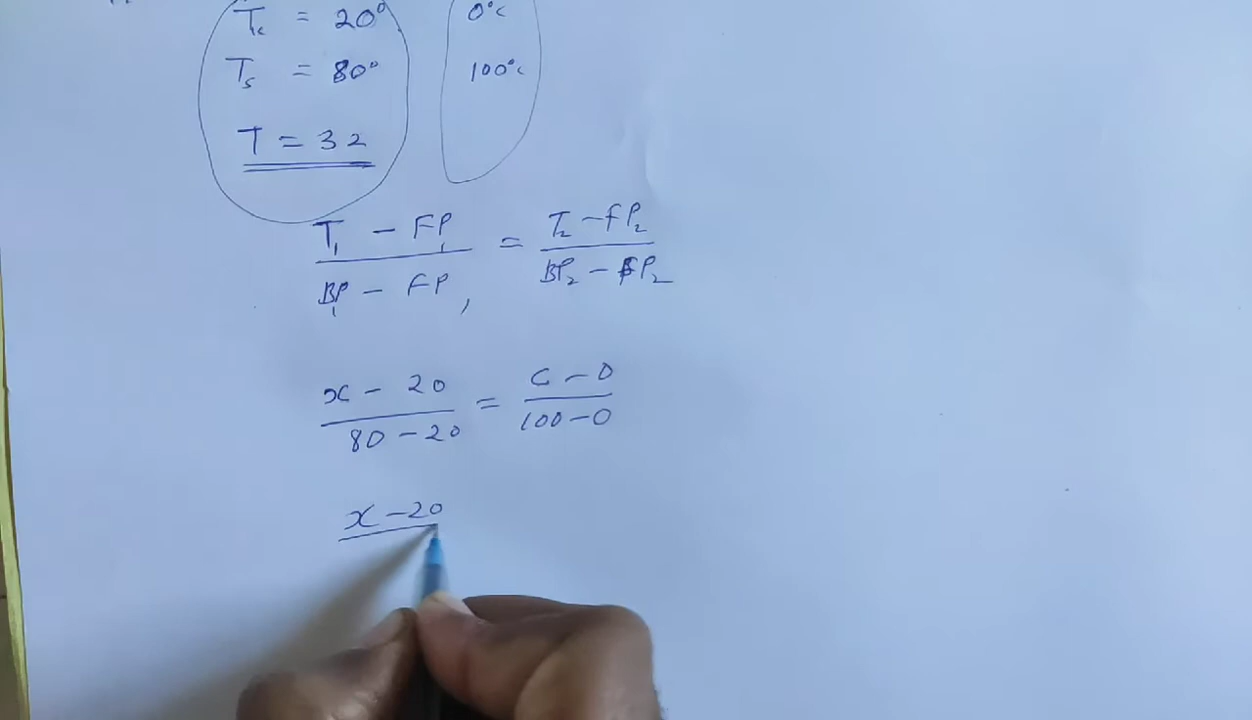 T = 20° 0°c
Ts = 80° 100°c
T = 32
T1 - FP1 / BP1 - FP1 = T2 - FP2 / BP2 - FP2
x - 20 / 80 - 20 = C - 0 / 100 - 0
x - 20